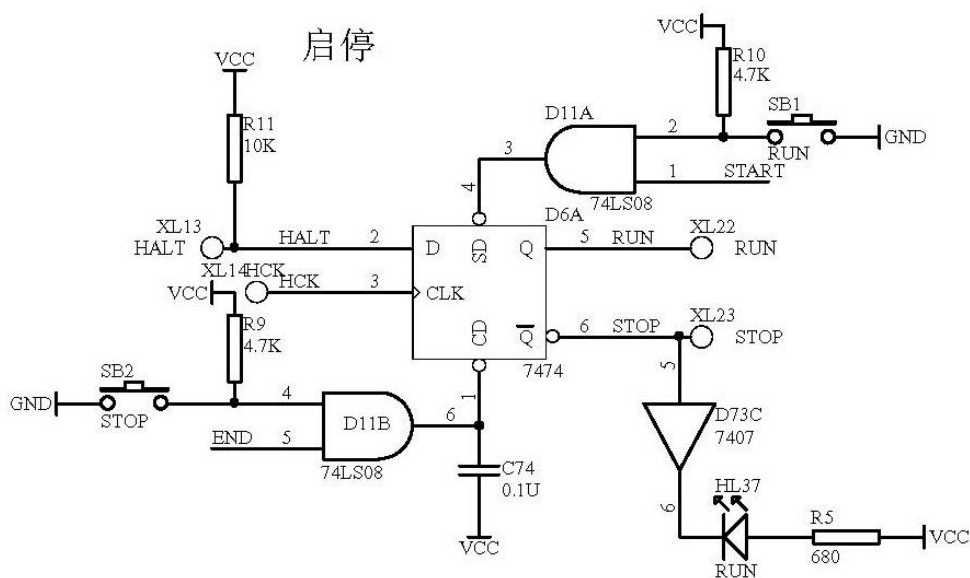 启停
VCC
R10
4.7K
VCC
R11
10K
D11A
2
SB1
RUN
GND
3
1
START
74LS08
4
D6A
XL13
HALT
HALT
2
D
SD
Q
5
RUN
XL22
RUN
XL14
HCK
HCK
3
CLK
VCC
R9
4.7K
CD
Q
6
STOP
XL23
STOP
7474
SB2
GND
STOP
4
D11B
6
1
END
5
74LS08
5
D73C
7407
C74
0.1U
VCC
6
HL37
RUN
R5
680
VCC